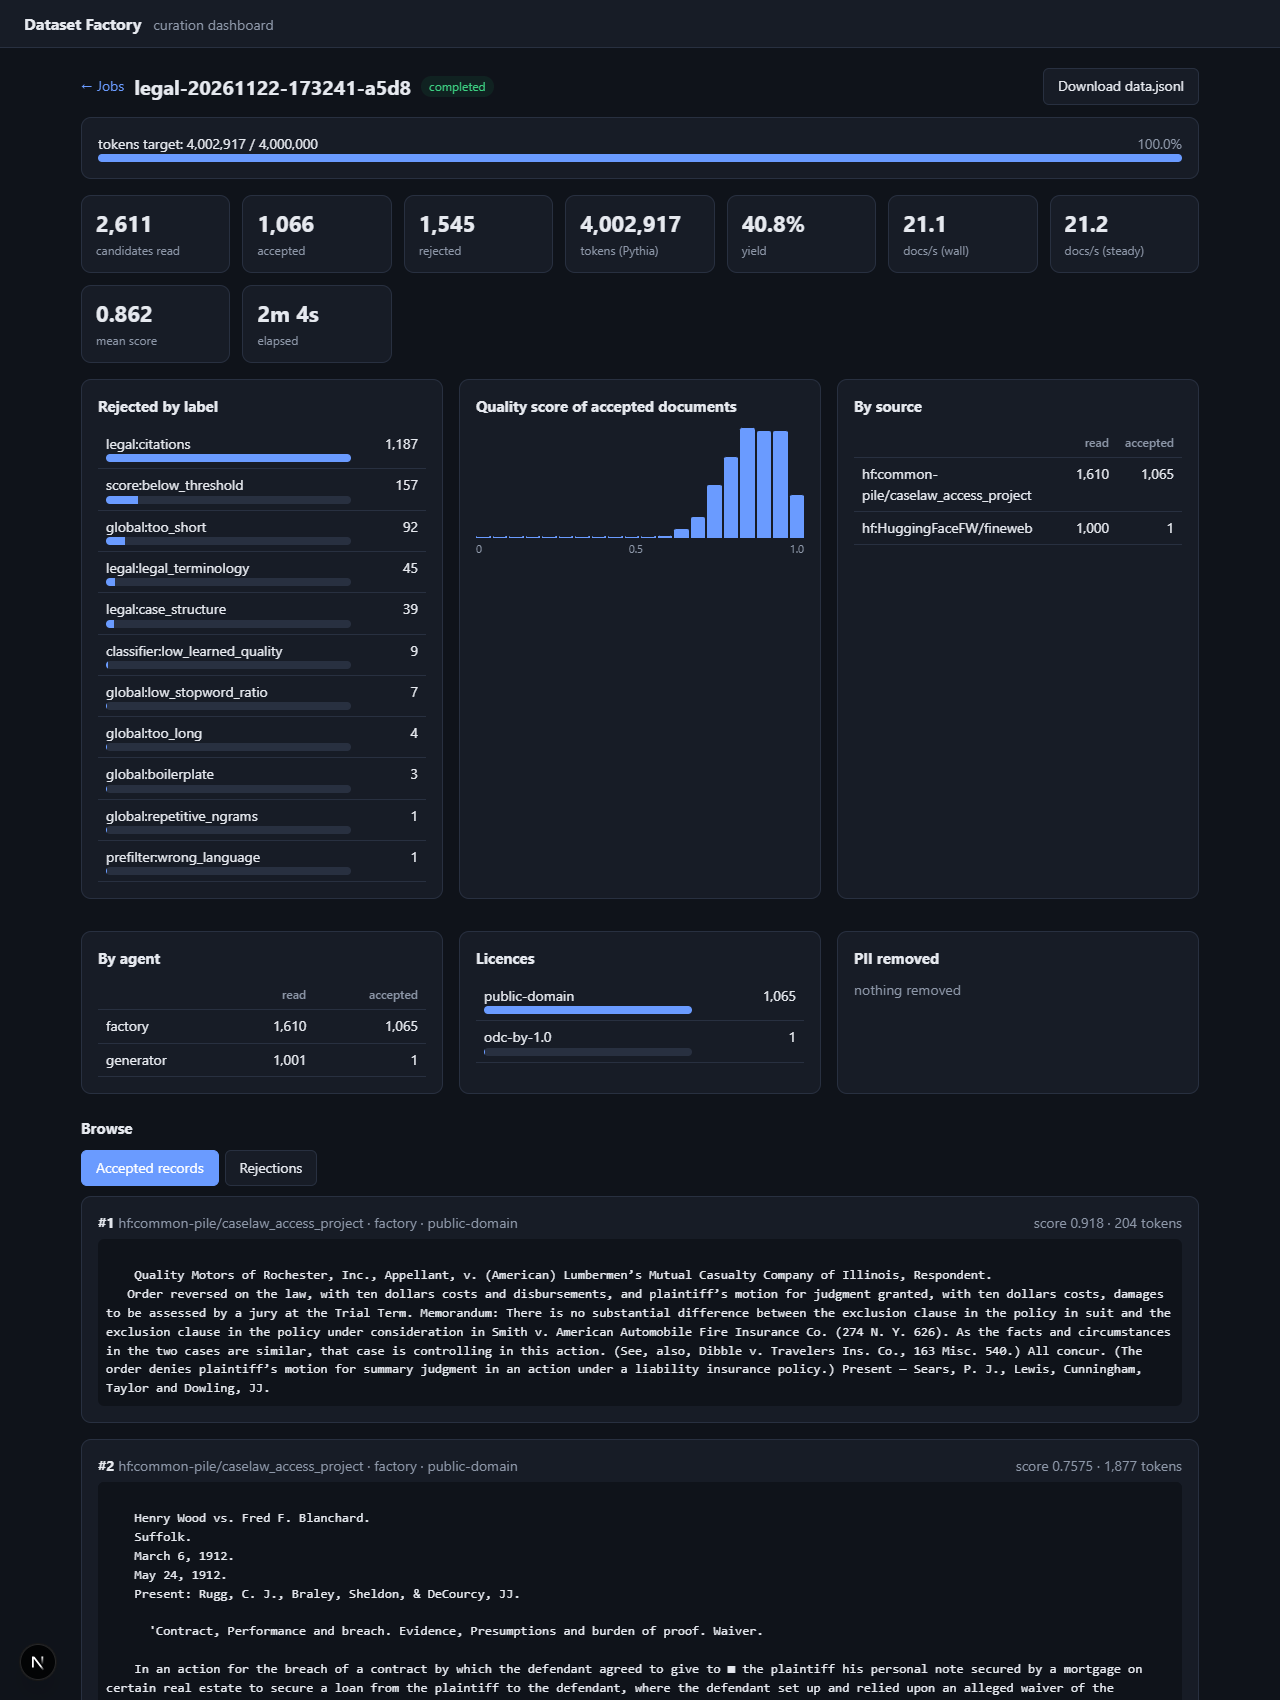 Dataset Factory curation dashboard
← Jobs legal-20261122-173241-a5d8 completed Download data.jsonl
tokens target: 4,002,917 / 4,000,000 100.0%
2,611
candidates read
1,066
accepted
1,545
rejected
4,002,917
tokens (Pythia)
40.8%
yield
21.1
docs/s (wall)
21.2
docs/s (steady)
0.862
mean score
2m 4s
elapsed
Rejected by label
legal:citations 1,187
score:below_threshold 157
global:too_short 92
legal:legal_terminology 45
legal:case_structure 39
classifier:low_learned_quality 9
global:low_stopword_ratio 7
global:too_long 4
global:boilerplate 3
global:repetitive_ngrams 1
prefilter:wrong_language 1
Quality score of accepted documents
0 0.5 1.0
By source
read accepted
hf:common-
pile/caselaw_access_project 1,610 1,065
hf:HuggingFaceFW/fineweb 1,000 1
By agent
read accepted
factory 1,610 1,065
generator 1,001 1
Licences
public-domain 1,065
odc-by-1.0 1
PII removed
nothing removed
Browse
Accepted records Rejections
#1 hf:common-pile/caselaw_access_project · factory · public-domain score 0.918 · 204 tokens
Quality Motors of Rochester, Inc., Appellant, v. (American) Lumbermen’s Mutual Casualty Company of Illinois, Respondent.
Order reversed on the law, with ten dollars costs and disbursements, and plaintiff’s motion for judgment granted, with ten dollars costs, damages
to be assessed by a jury at the Trial Term. Memorandum: There is no substantial difference between the exclusion clause in the policy in suit and the
exclusion clause in the policy under consideration in Smith v. American Automobile Fire Insurance Co. (274 N. Y. 626). As the facts and circumstances
in the two cases are similar, that case is controlling in this action. (See, also, Dibble v. Travelers Ins. Co., 163 Misc. 540.) All concur. (The
order denies plaintiff’s motion for summary judgment in an action under a liability insurance policy.) Present — Sears, P. J., Lewis, Cunningham,
Taylor and Dowling, JJ.
#2 hf:common-pile/caselaw_access_project · factory · public-domain score 0.7575 · 1,877 tokens
Henry Wood vs. Fred F. Blanchard.
Suffolk.
March 6, 1912.
May 24, 1912.
Present: Rugg, C. J., Braley, Sheldon, & DeCourcy, JJ.
'Contract, Performance and breach. Evidence, Presumptions and burden of proof. Waiver.
In an action for the breach of a contract by which the defendant agreed to give to ■ the plaintiff his personal note secured by a mortgage on
certain real estate to secure a loan from the plaintiff to the defendant, where the defendant set up and relied upon an alleged waiver of the